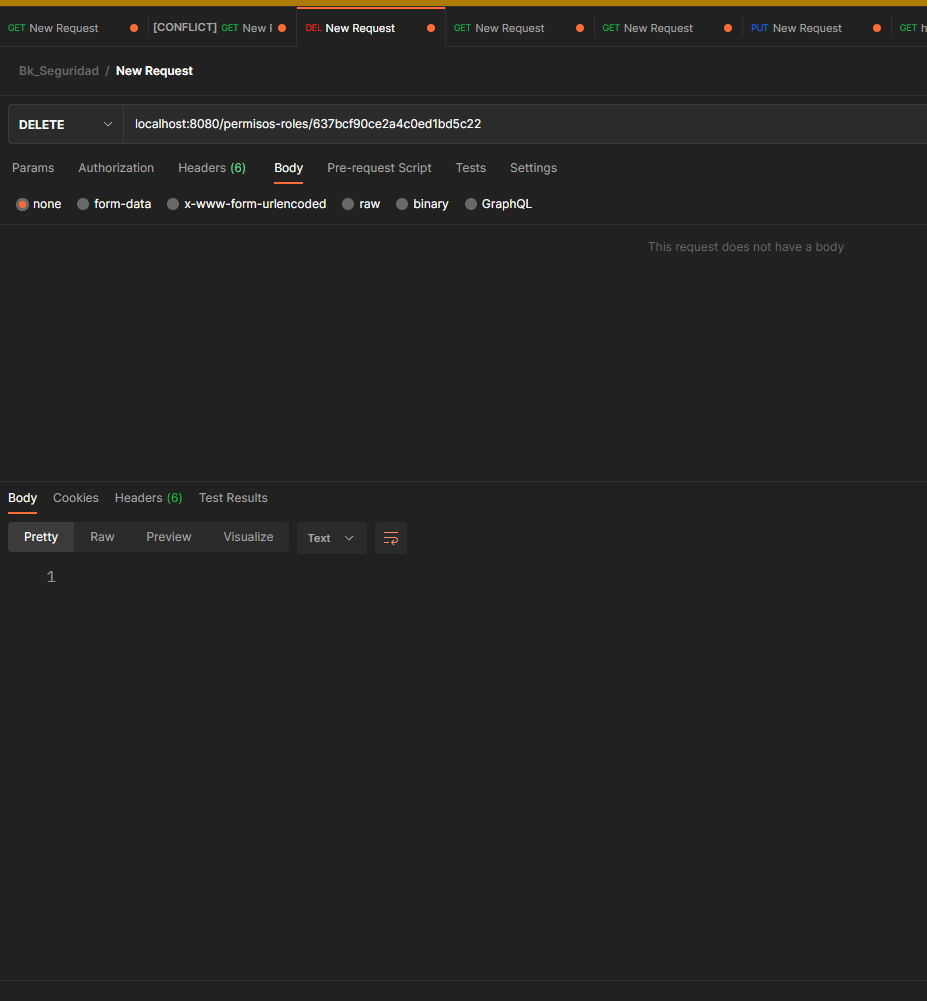 GET New Request [CONFLICT] GET New DEL New Request GET New Request GET New Request PUT New Request GET
Bk_Seguridad / New Request
DELETE localhost:8080/permisos-roles/637bcf90ce2a4c0ed1bd5c22
Params Authorization Headers (6) Body Pre-request Script Tests Settings
none form-data x-www-form-urlencoded raw binary GraphQL
This request does not have a body
Body Cookies Headers (6) Test Results
Pretty Raw Preview Visualize Text
1